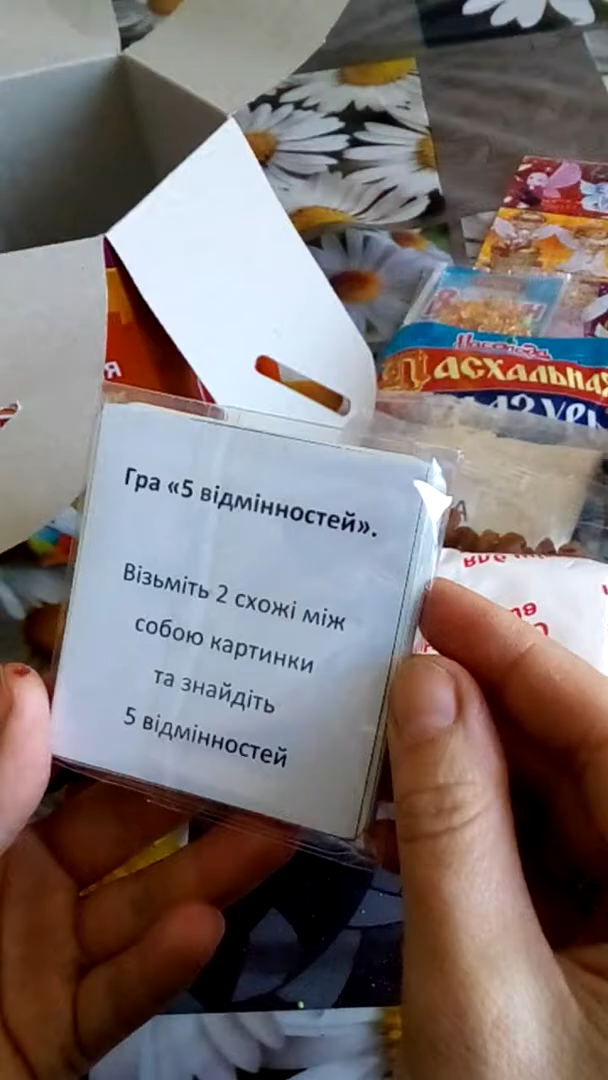 Гра «5 відмінностей».
Візьміть 2 схожі між
собою картинки
та знайдіть
5 відмінностей
Пасхальная